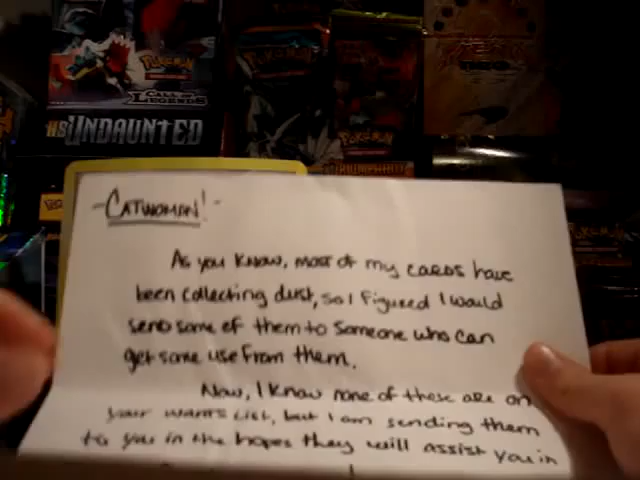 Pokémon
CALL OF
LEGENDS
HS UNDAUNTED
Pokémon
Pokémon
TRIUMPHANT
- CATWOMAN! -
As you know, most of my cards have
been collecting dust, so I figured I would
send some of them to someone who can
get some use from them.
Now, I know none of these are on
your wants list, but I am sending them
to you in the hopes they will assist you in